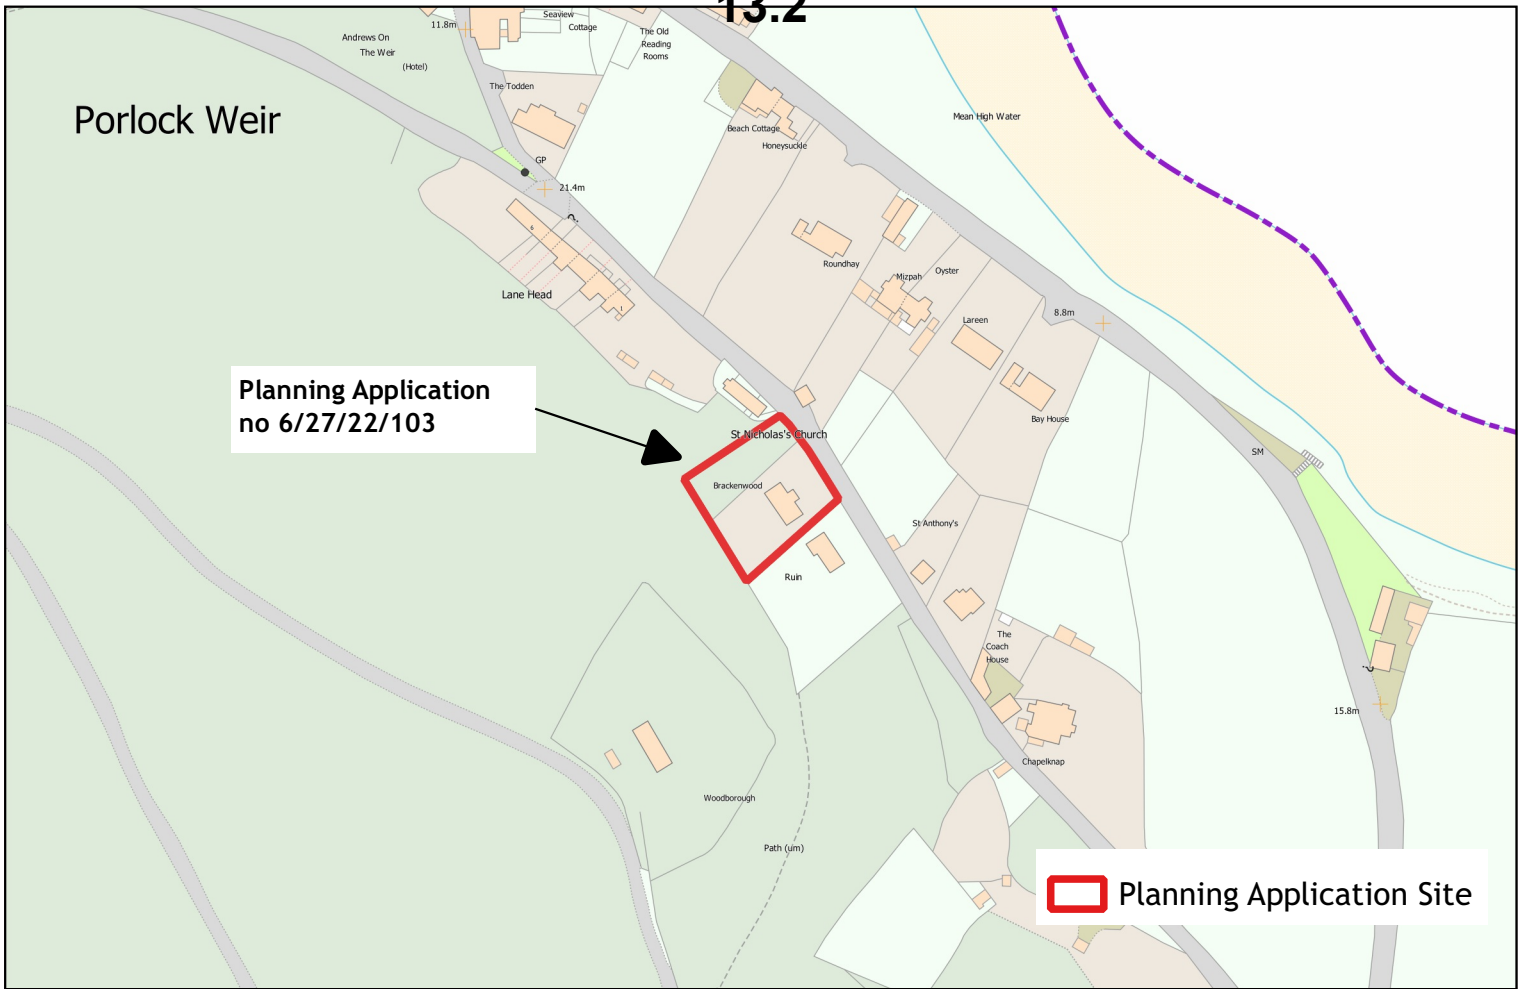 13.2
11.8m
Seaview
Cottage
Andrews On
The Weir
(Hotel)
The Old
Reading
Rooms
The Todden
Porlock Weir
Beach Cottage
Honeysuckle
Mean High Water
GP
21.4m
6
Roundhay
Mizpah
Oyster
Lane Head
1
Lareen
8.8m
Planning Application
no 6/27/22/103
Bay House
St Nicholas's Church
SM
Brackenwood
St Anthony's
Ruin
The
Coach
House
15.8m
Chapelknap
Woodborough
Path (um)
Planning Application Site